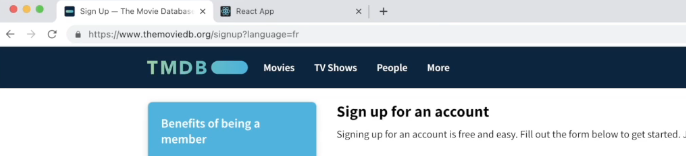 Sign Up — The Movie Database
React App
https://www.themoviedb.org/signup?language=fr
TMDB Movies TV Shows People More
Benefits of being a
member
Sign up for an account
Signing up for an account is free and easy. Fill out the form below to get started. J